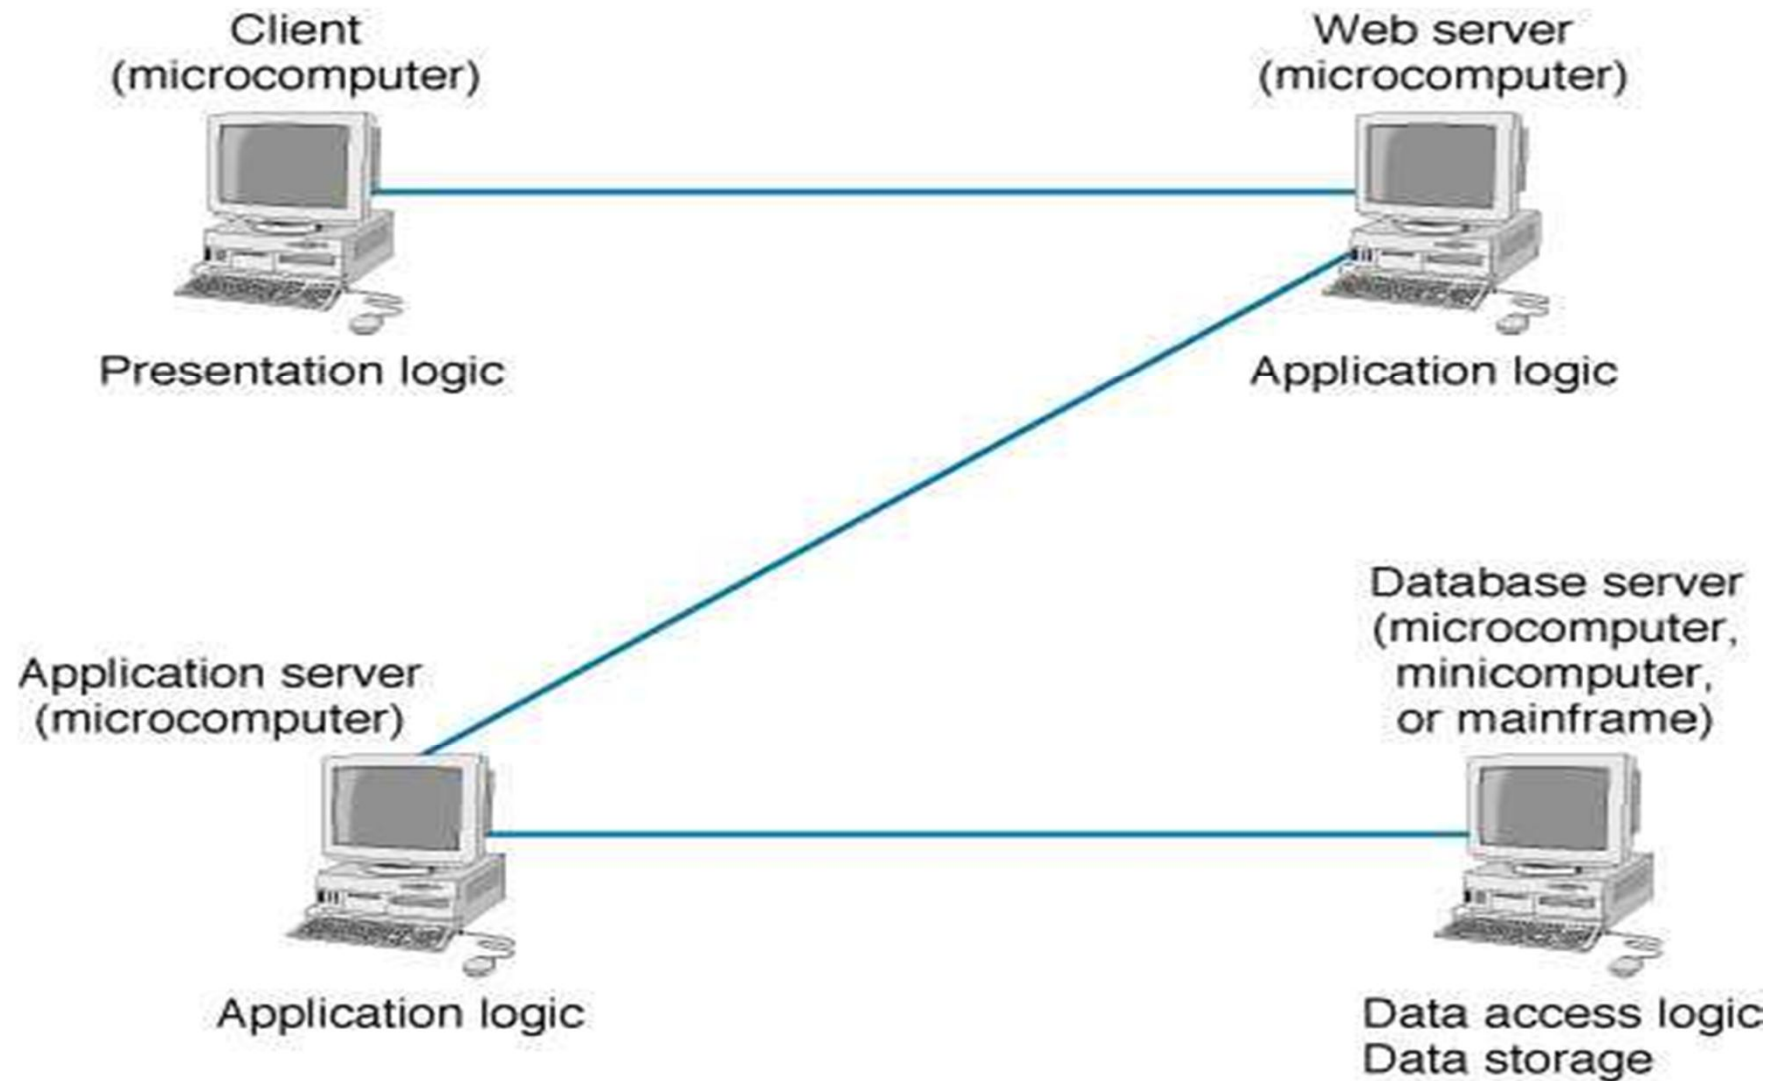 Client
(microcomputer)
Presentation logic
Web server
(microcomputer)
Application logic
Application server
(microcomputer)
Application logic
Database server
(microcomputer,
minicomputer,
or mainframe)
Data access logic
Data storage